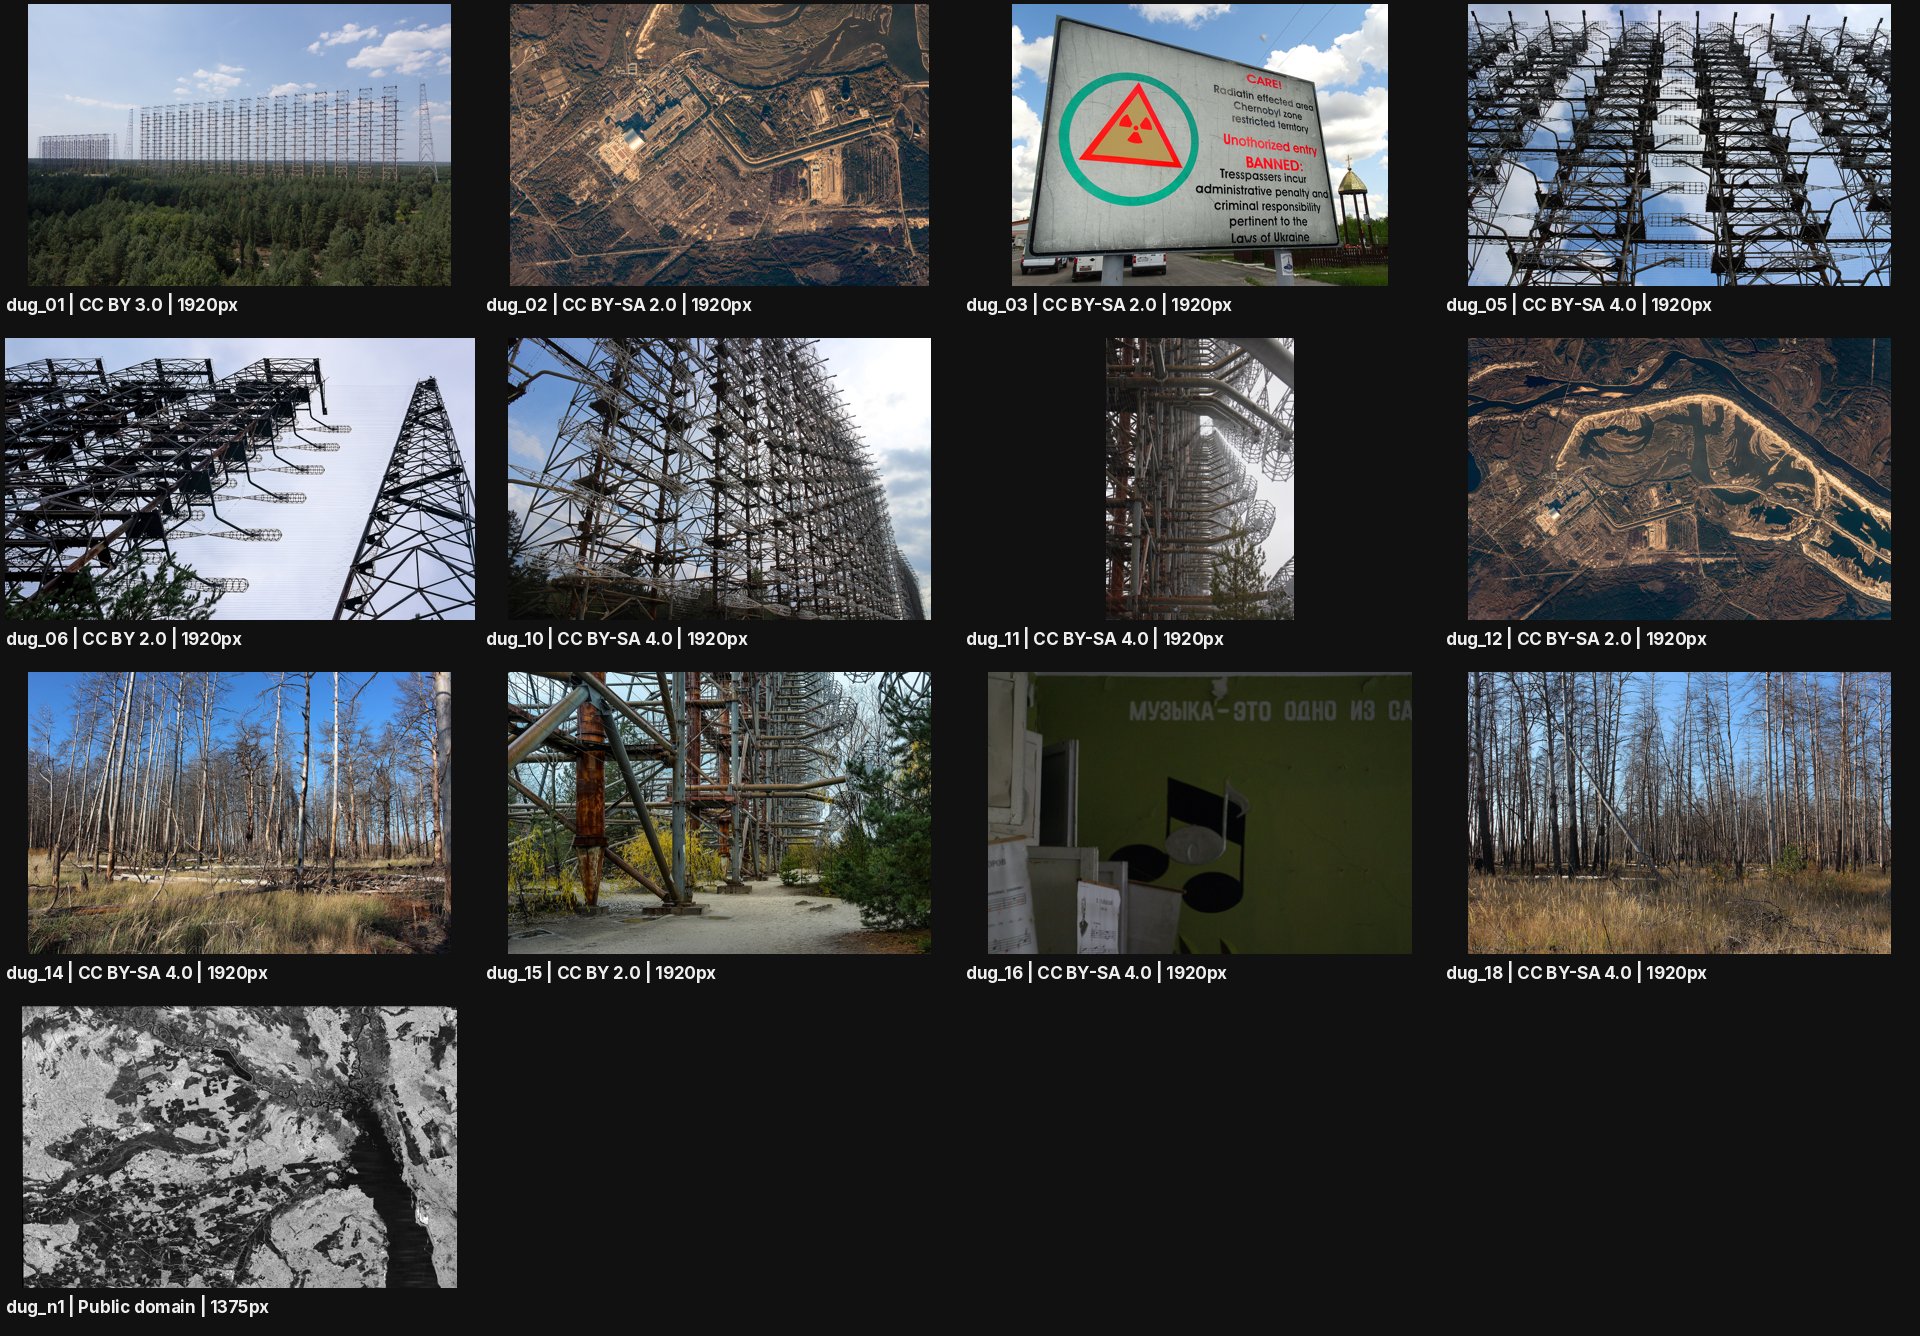 CARE!
Radiatin effected area
Chernobyl zone
restricted territory
Unothorized entry
BANNED:
Tresspassers incur
administrative penalty and
criminal responsibility
pertinent to the
Laws of Ukraine
dug_01 | CC BY 3.0 | 1920px
dug_02 | CC BY-SA 2.0 | 1920px
dug_03 | CC BY-SA 2.0 | 1920px
dug_05 | CC BY-SA 4.0 | 1920px
dug_06 | CC BY 2.0 | 1920px
dug_10 | CC BY-SA 4.0 | 1920px
dug_11 | CC BY-SA 4.0 | 1920px
dug_12 | CC BY-SA 2.0 | 1920px
МУЗЫКА-ЭТО ОДНО ИЗ СА
dug_14 | CC BY-SA 4.0 | 1920px
dug_15 | CC BY 2.0 | 1920px
dug_16 | CC BY-SA 4.0 | 1920px
dug_18 | CC BY-SA 4.0 | 1920px
dug_n1 | Public domain | 1375px